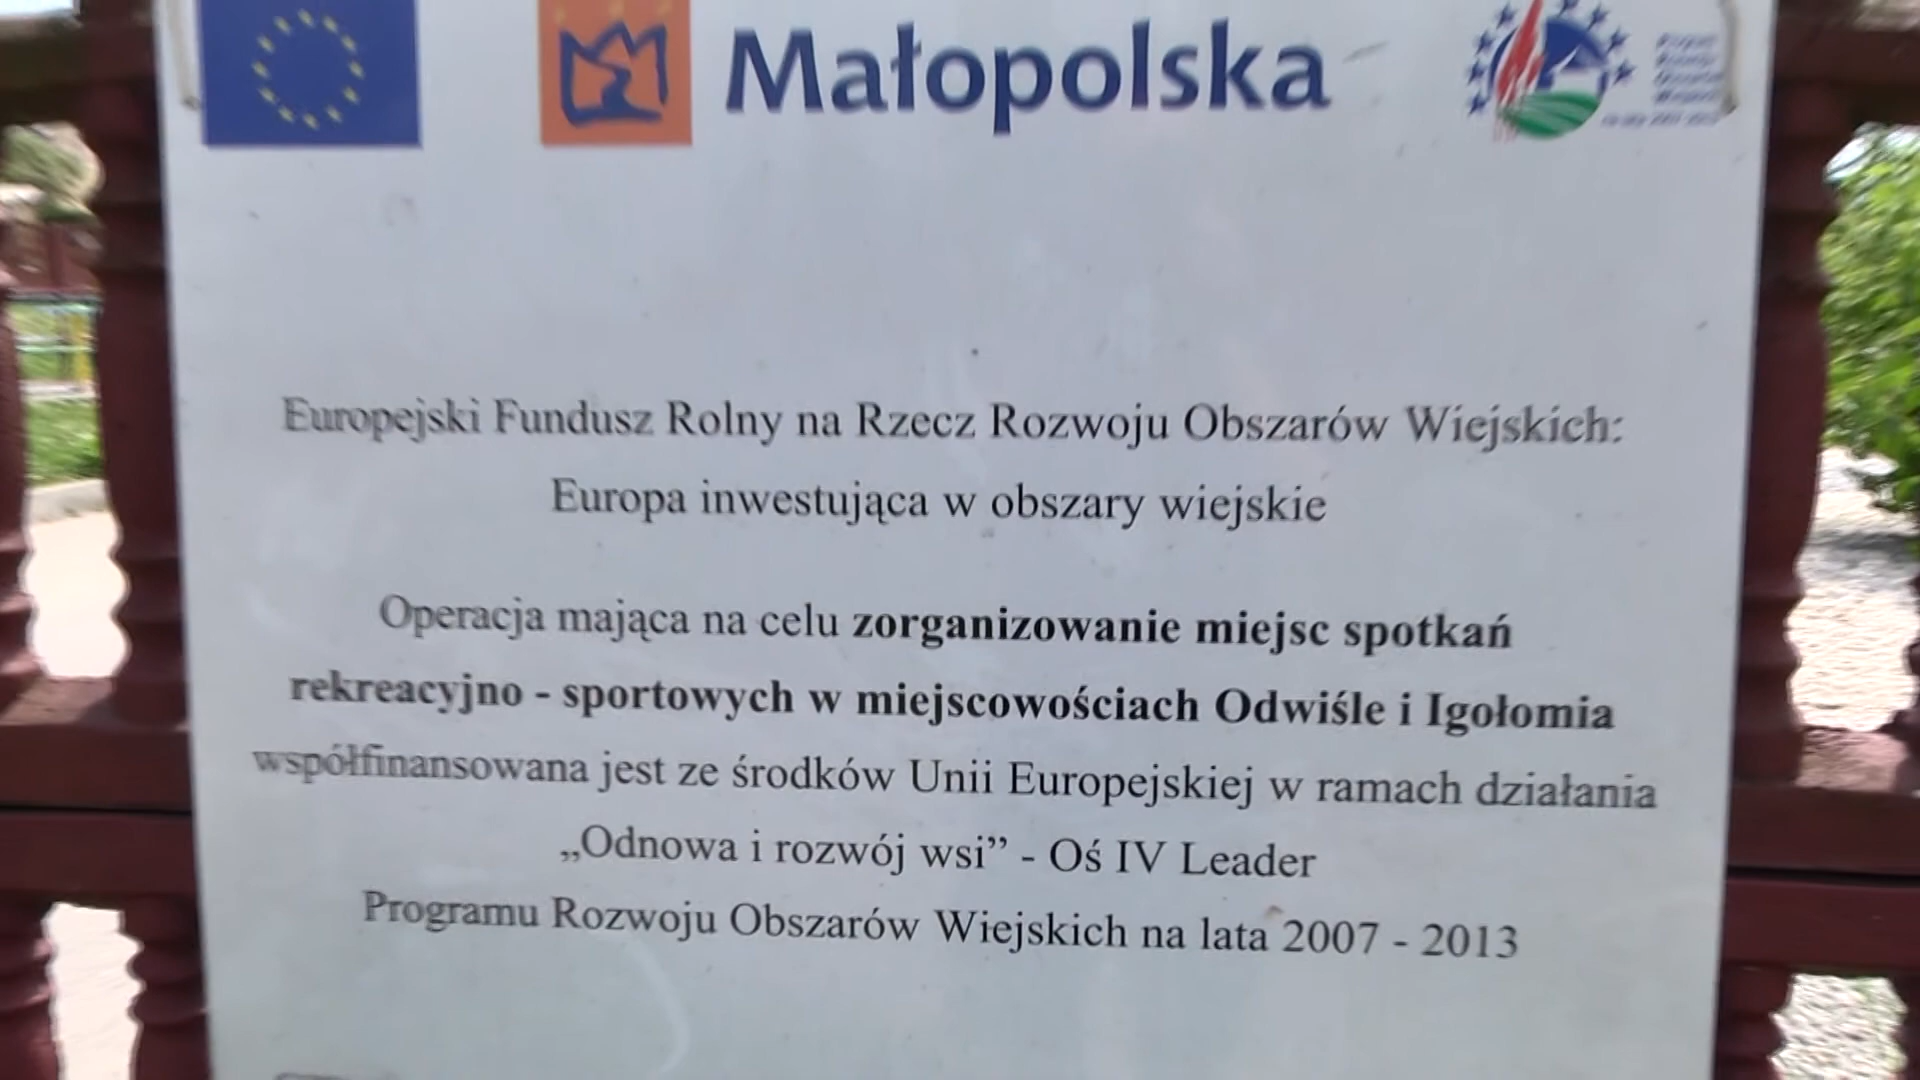 Małopolska
Europejski Fundusz Rolny na Rzecz Rozwoju Obszarów Wiejskich:
Europa inwestująca w obszary wiejskie
Operacja mająca na celu zorganizowanie miejsc spotkań
rekreacyjno - sportowych w miejscowościach Odwiśle i Igołomia
współfinansowana jest ze środków Unii Europejskiej w ramach działania
„Odnowa i rozwój wsi” - Oś IV Leader
Programu Rozwoju Obszarów Wiejskich na lata 2007 - 2013